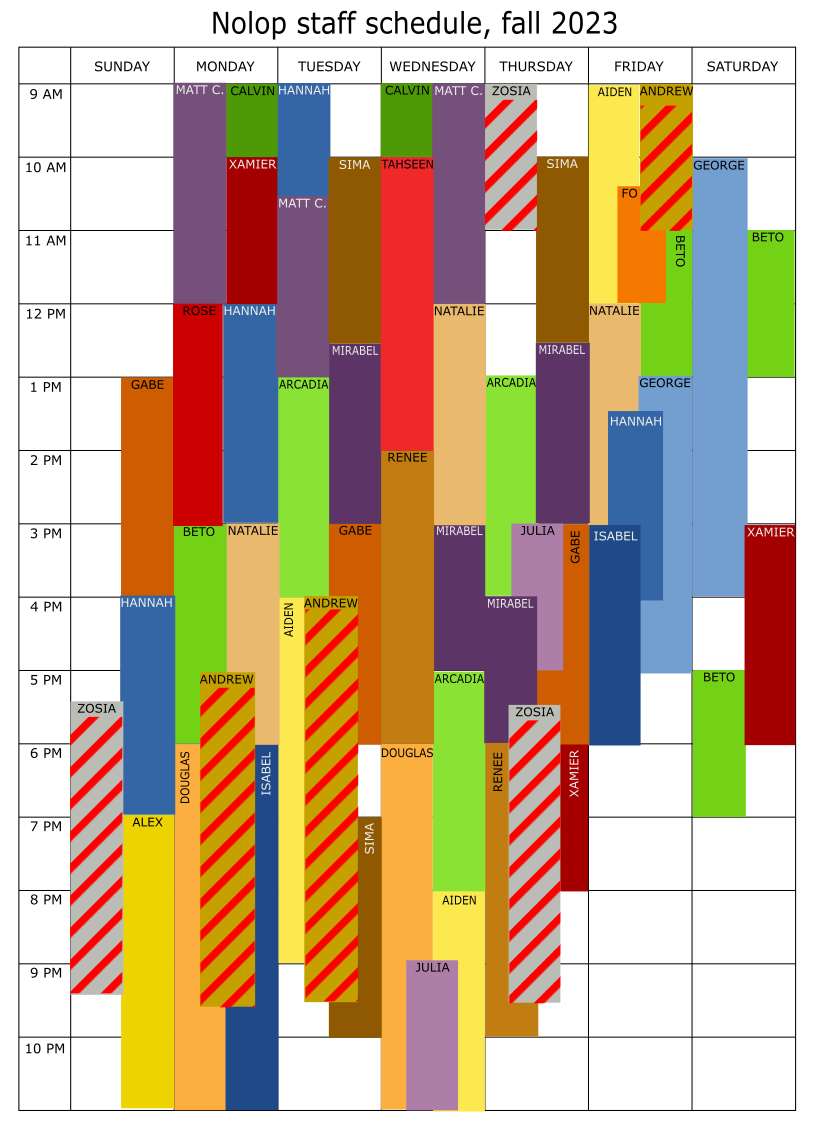 Nolop staff schedule, fall 2023
SUNDAY MONDAY TUESDAY WEDNESDAY THURSDAY FRIDAY SATURDAY
9 AM MATT C. CALVIN HANNAH CALVIN MATT C. ZOSIA AIDEN ANDREW
10 AM XAMIER SIMA TAHSEEN SIMA GEORGE
MATT C. FO
11 AM BETO BETO
12 PM ROSE HANNAH NATALIE NATALIE
MIRABEL MIRABEL
1 PM GABE ARCADIA ARCADIA GEORGE
HANNAH
2 PM RENEE
3 PM BETO NATALIE GABE MIRABEL JULIA GABE ISABEL XAMIER
4 PM HANNAH AIDEN ANDREW MIRABEL
5 PM ANDREW ARCADIA BETO
ZOSIA ZOSIA
6 PM DOUGLAS ISABEL DOUGLAS RENEE XAMIER
7 PM ALEX SIMA
8 PM AIDEN
9 PM JULIA
10 PM